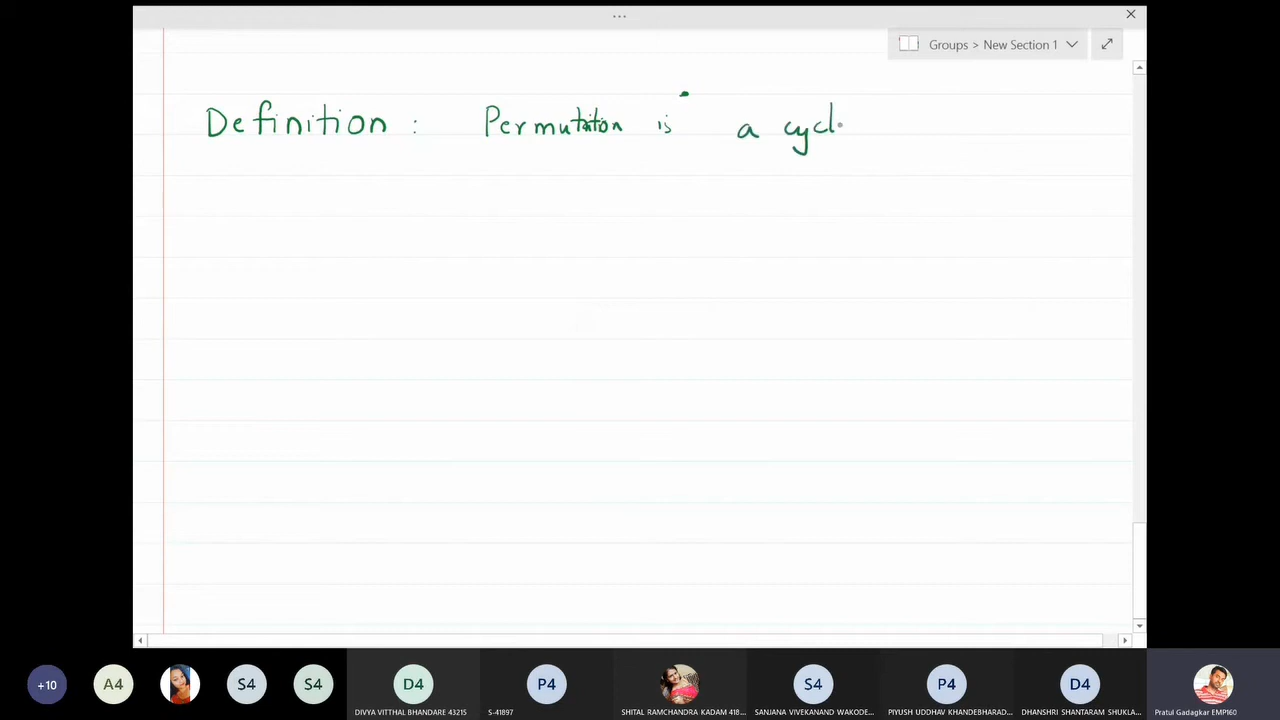 Groups > New Section 1
Definition : Permutation is a cycl
+10
A4
S4
S4
D4
P4
S4
P4
D4
DIVYA VITTHAL BHANDARE 43215
S-41897
SHITAL RAMCHANDRA KADAM 418...
SANJANA VIVEKANAND WAKODE...
PIYUSH UDDHAV KHANDEBHARAD...
DHANSHRI SHANTARAM SHUKLA...
Pratul Gadagkar EMP160